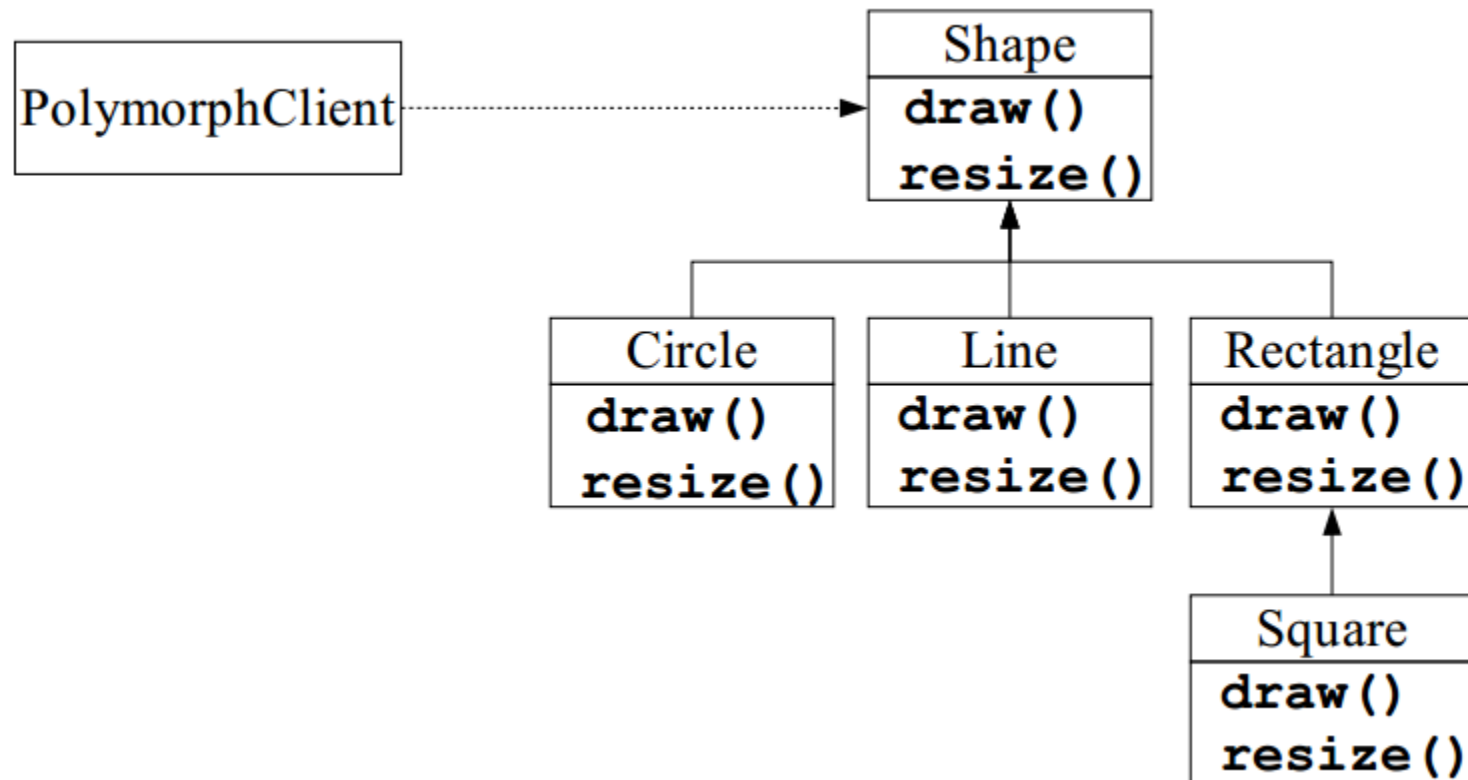 PolymorphClient
Shape
draw()
resize()
Circle
draw()
resize()
Line
draw()
resize()
Rectangle
draw()
resize()
Square
draw()
resize()